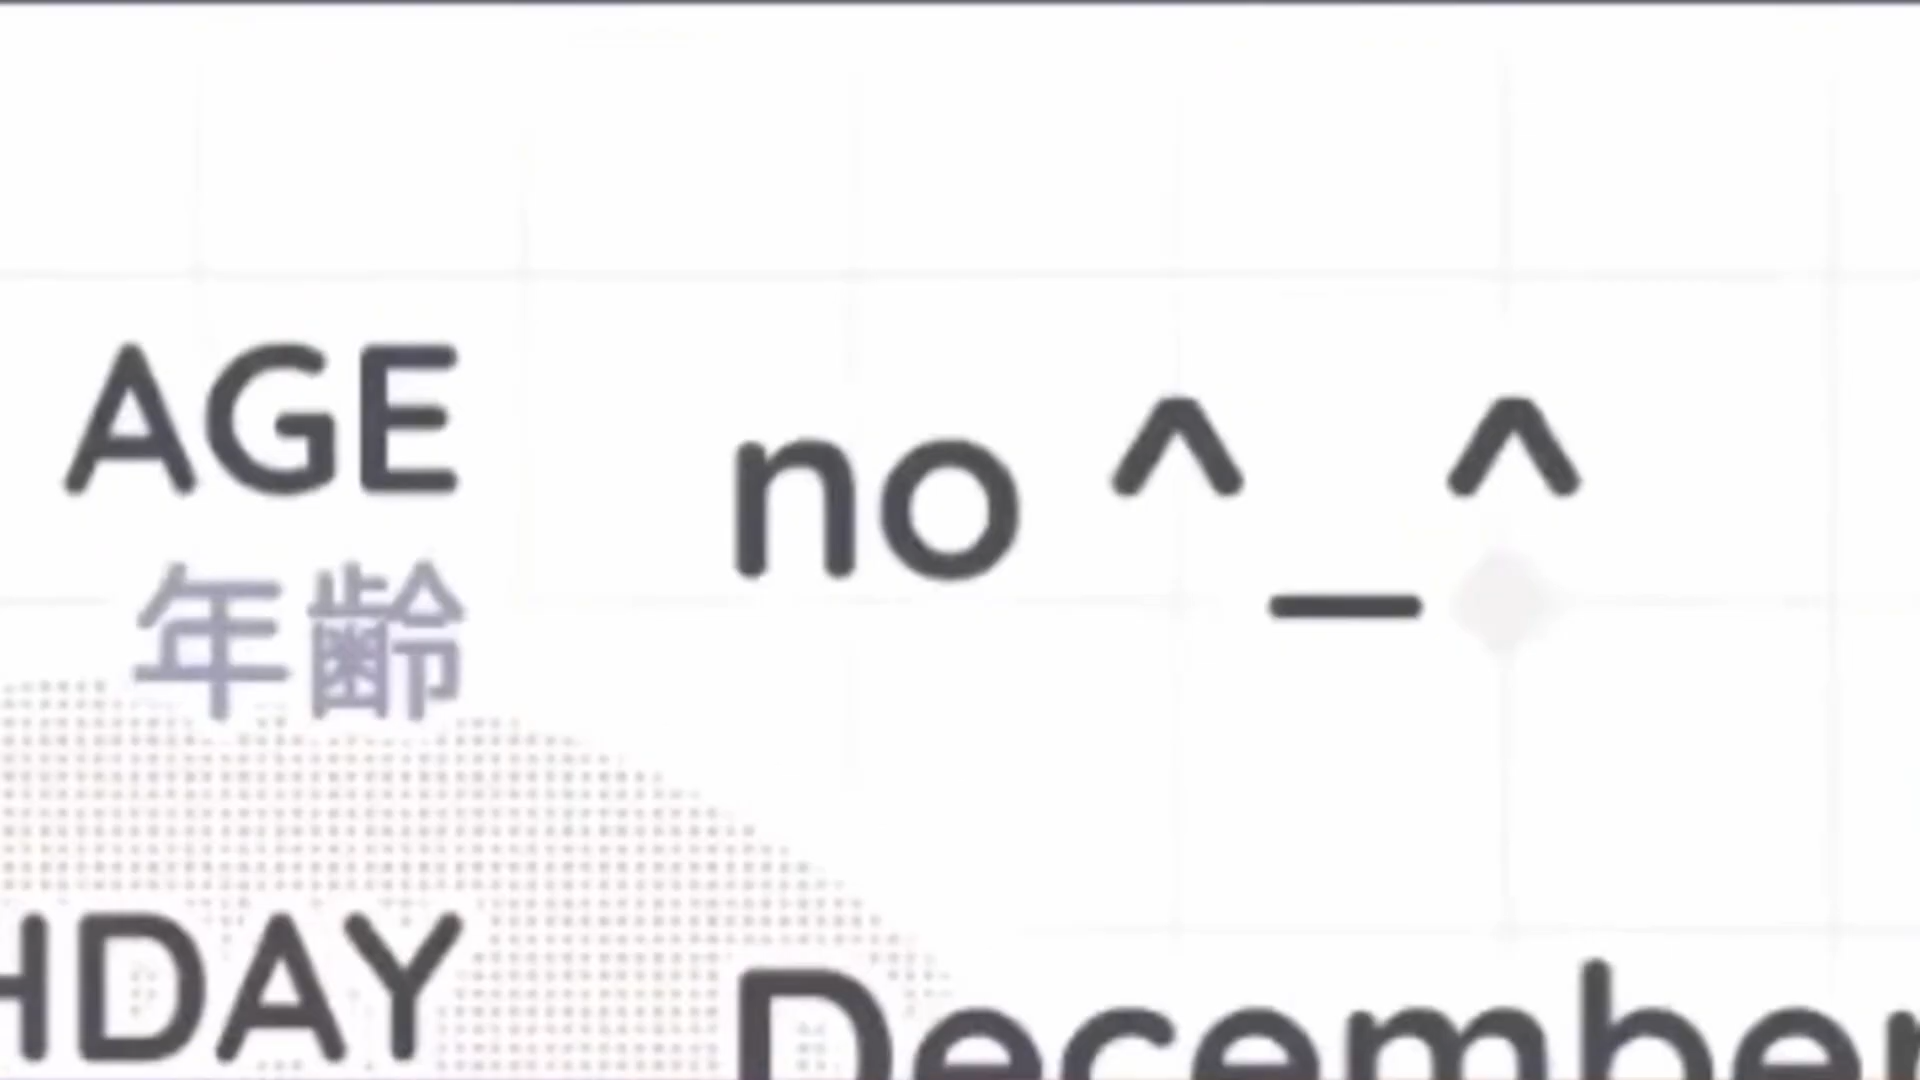 AGE no ^_^
年齢
HDAY December